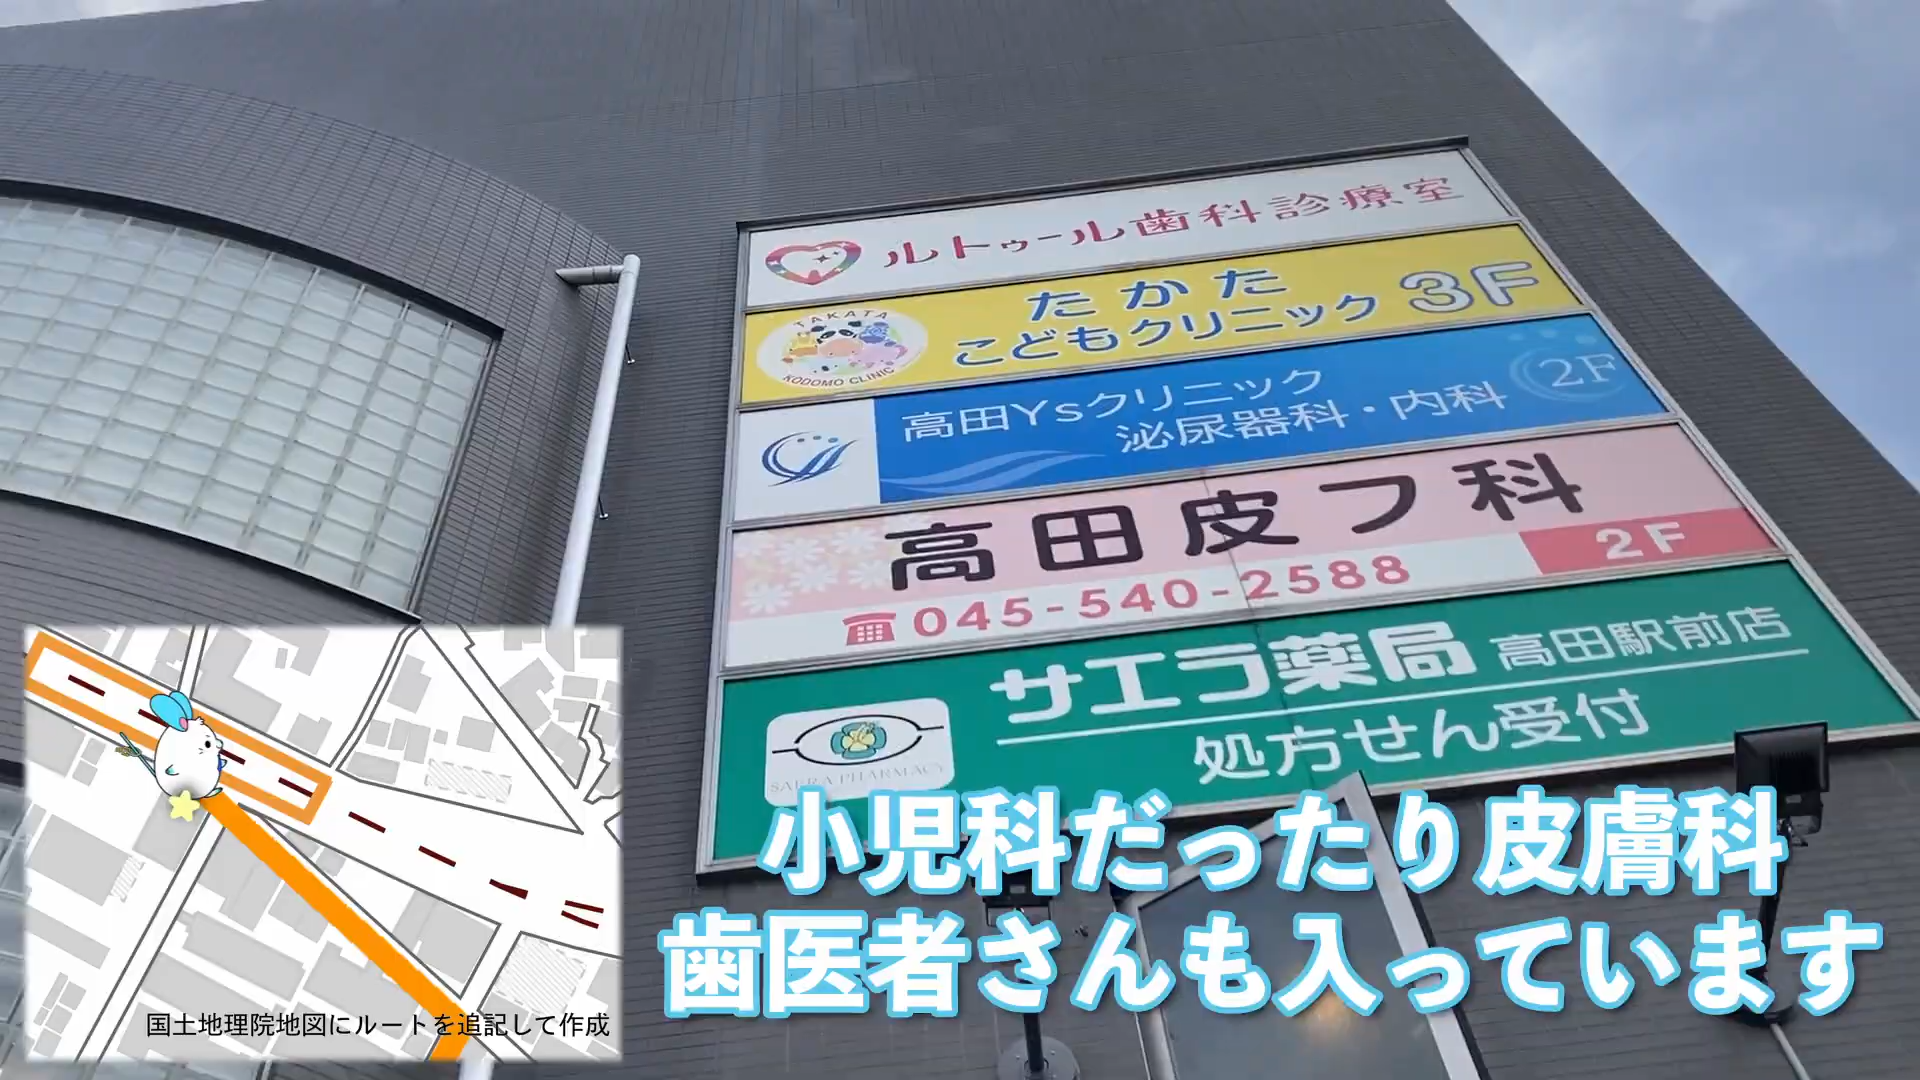 ルトゥール歯科診療室
TAKATA
KODOMO CLINIC
たかた
こどもクリニック
3F
高田Ysクリニック
泌尿器科・内科
2F
高田皮フ科
2F
045-540-2588
サエラ薬局 高田駅前店
処方せん受付
SAERA PHARMACY
小児科だったり皮膚科
歯医者さんも入っています
国土地理院地図にルートを追記して作成